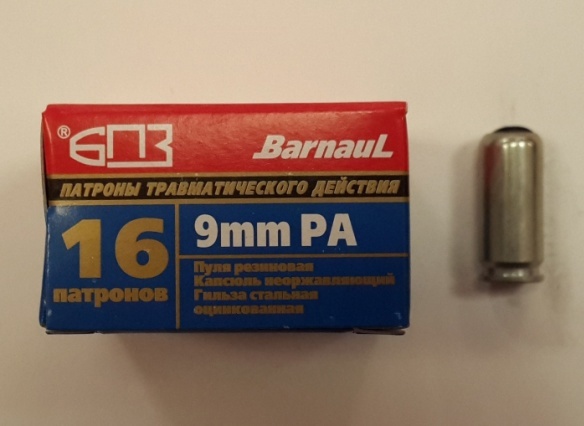 ® БПЗ Barnaul
ПАТРОНЫ ТРАВМАТИЧЕСКОГО ДЕЙСТВИЯ
16
патронов
9mm PA
Пуля резиновая
Капсюль неоржавляющий
Гильза стальная
оцинкованная